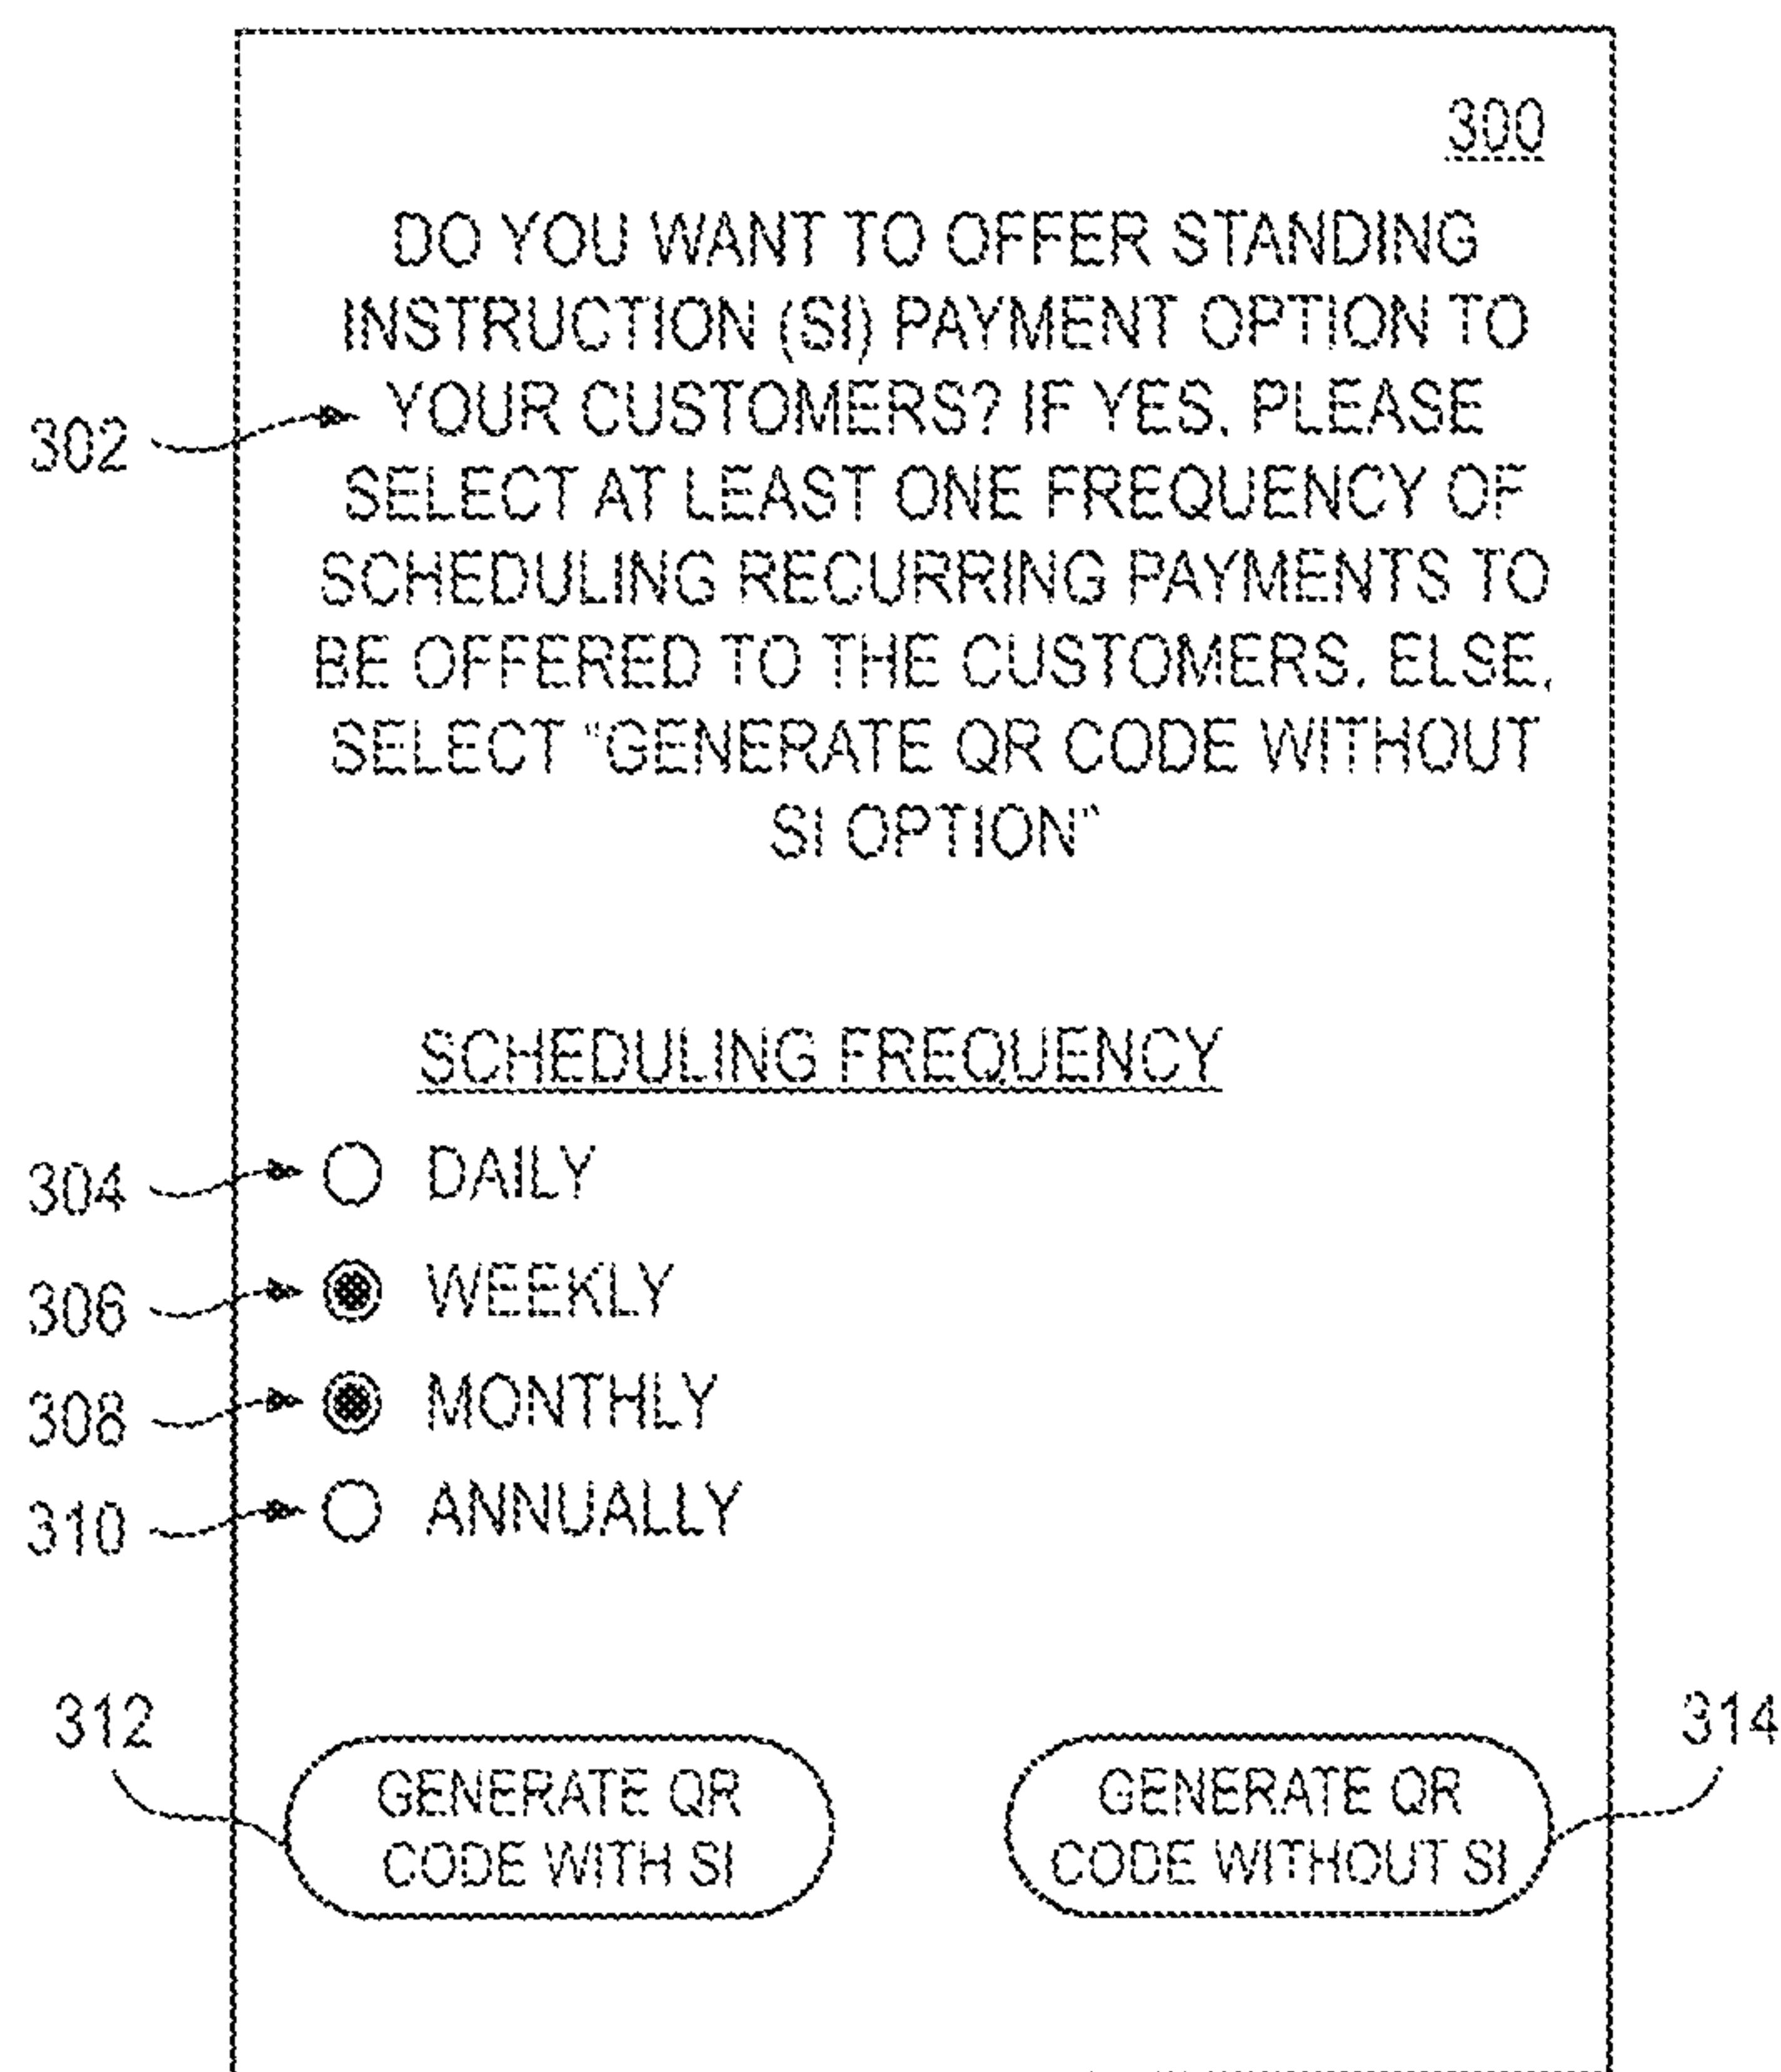 300
DO YOU WANT TO OFFER STANDING
INSTRUCTION (SI) PAYMENT OPTION TO
302 YOUR CUSTOMERS? IF YES, PLEASE
SELECT AT LEAST ONE FREQUENCY OF
SCHEDULING RECURRING PAYMENTS TO
BE OFFERED TO THE CUSTOMERS. ELSE,
SELECT "GENERATE QR CODE WITHOUT
SI OPTION"
SCHEDULING FREQUENCY
304 DAILY
306 WEEKLY
308 MONTHLY
310 ANNUALLY
312
GENERATE QR
CODE WITH SI
314
GENERATE QR
CODE WITHOUT SI